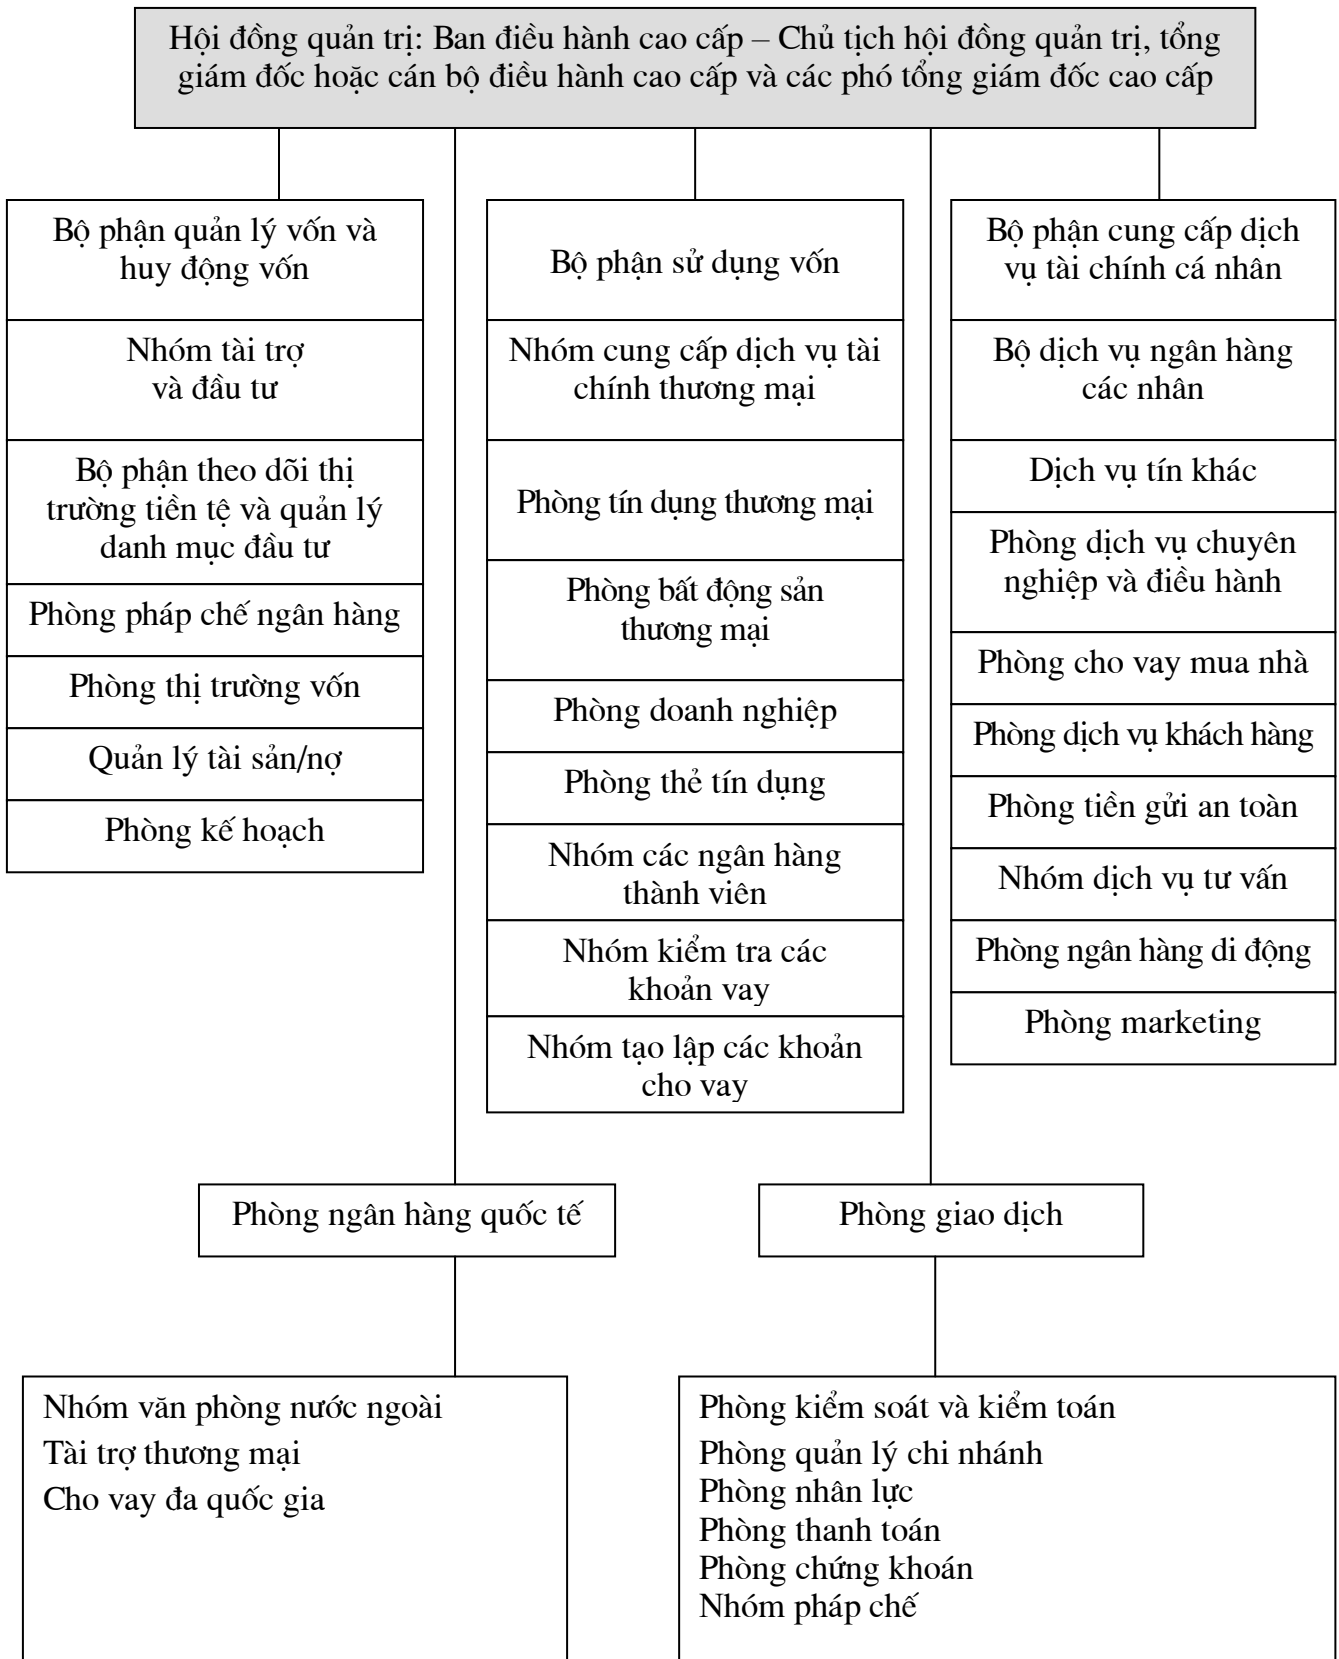 Hội đồng quản trị: Ban điều hành cao cấp – Chủ tịch hội đồng quản trị, tổng
giám đốc hoặc cán bộ điều hành cao cấp và các phó tổng giám đốc cao cấp
Bộ phận quản lý vốn và
huy động vốn
Nhóm tài trợ
và đầu tư
Bộ phận theo dõi thị
trường tiền tệ và quản lý
danh mục đầu tư
Phòng pháp chế ngân hàng
Phòng thị trường vốn
Quản lý tài sản/nợ
Phòng kế hoạch
Bộ phận sử dụng vốn
Nhóm cung cấp dịch vụ tài
chính thương mại
Phòng tín dụng thương mại
Phòng bất động sản
thương mại
Phòng doanh nghiệp
Phòng thẻ tín dụng
Nhóm các ngân hàng
thành viên
Nhóm kiểm tra các
khoản vay
Nhóm tạo lập các khoản
cho vay
Bộ phận cung cấp dịch
vụ tài chính cá nhân
Bộ dịch vụ ngân hàng
các nhân
Dịch vụ tín khác
Phòng dịch vụ chuyên
nghiệp và điều hành
Phòng cho vay mua nhà
Phòng dịch vụ khách hàng
Phòng tiền gửi an toàn
Nhóm dịch vụ tư vấn
Phòng ngân hàng di động
Phòng marketing
Phòng ngân hàng quốc tế
Phòng giao dịch
Nhóm văn phòng nước ngoài
Tài trợ thương mại
Cho vay đa quốc gia
Phòng kiểm soát và kiểm toán
Phòng quản lý chi nhánh
Phòng nhân lực
Phòng thanh toán
Phòng chứng khoán
Nhóm pháp chế